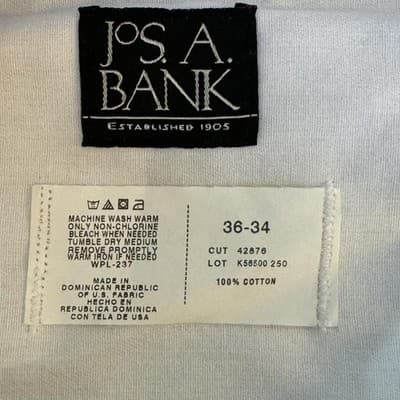 JOS. A.
BANK
ESTABLISHED 1905
MACHINE WASH WARM
ONLY NON-CHLORINE
BLEACH WHEN NEEDED
TUMBLE DRY MEDIUM
REMOVE PROMPTLY
WARM IRON IF NEEDED
WPL-237
MADE IN
DOMINICAN REPUBLIC
OF U.S. FABRIC
HECHO EN
REPUBLICA DOMINICA
CON TELA DE USA
36-34
CUT 42876
LOT K56500 250
100% COTTON